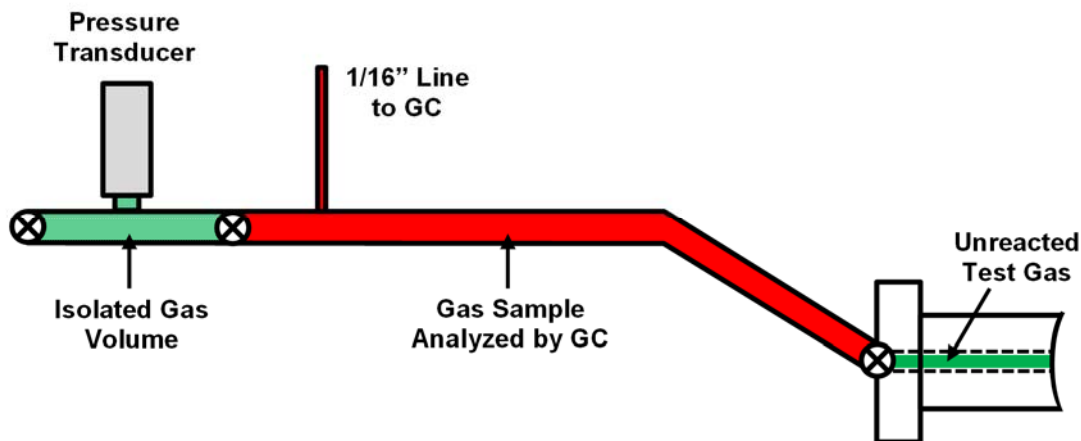 Pressure
Transducer
1/16” Line
to GC
Unreacted
Test Gas
Isolated Gas
Volume
Gas Sample
Analyzed by GC